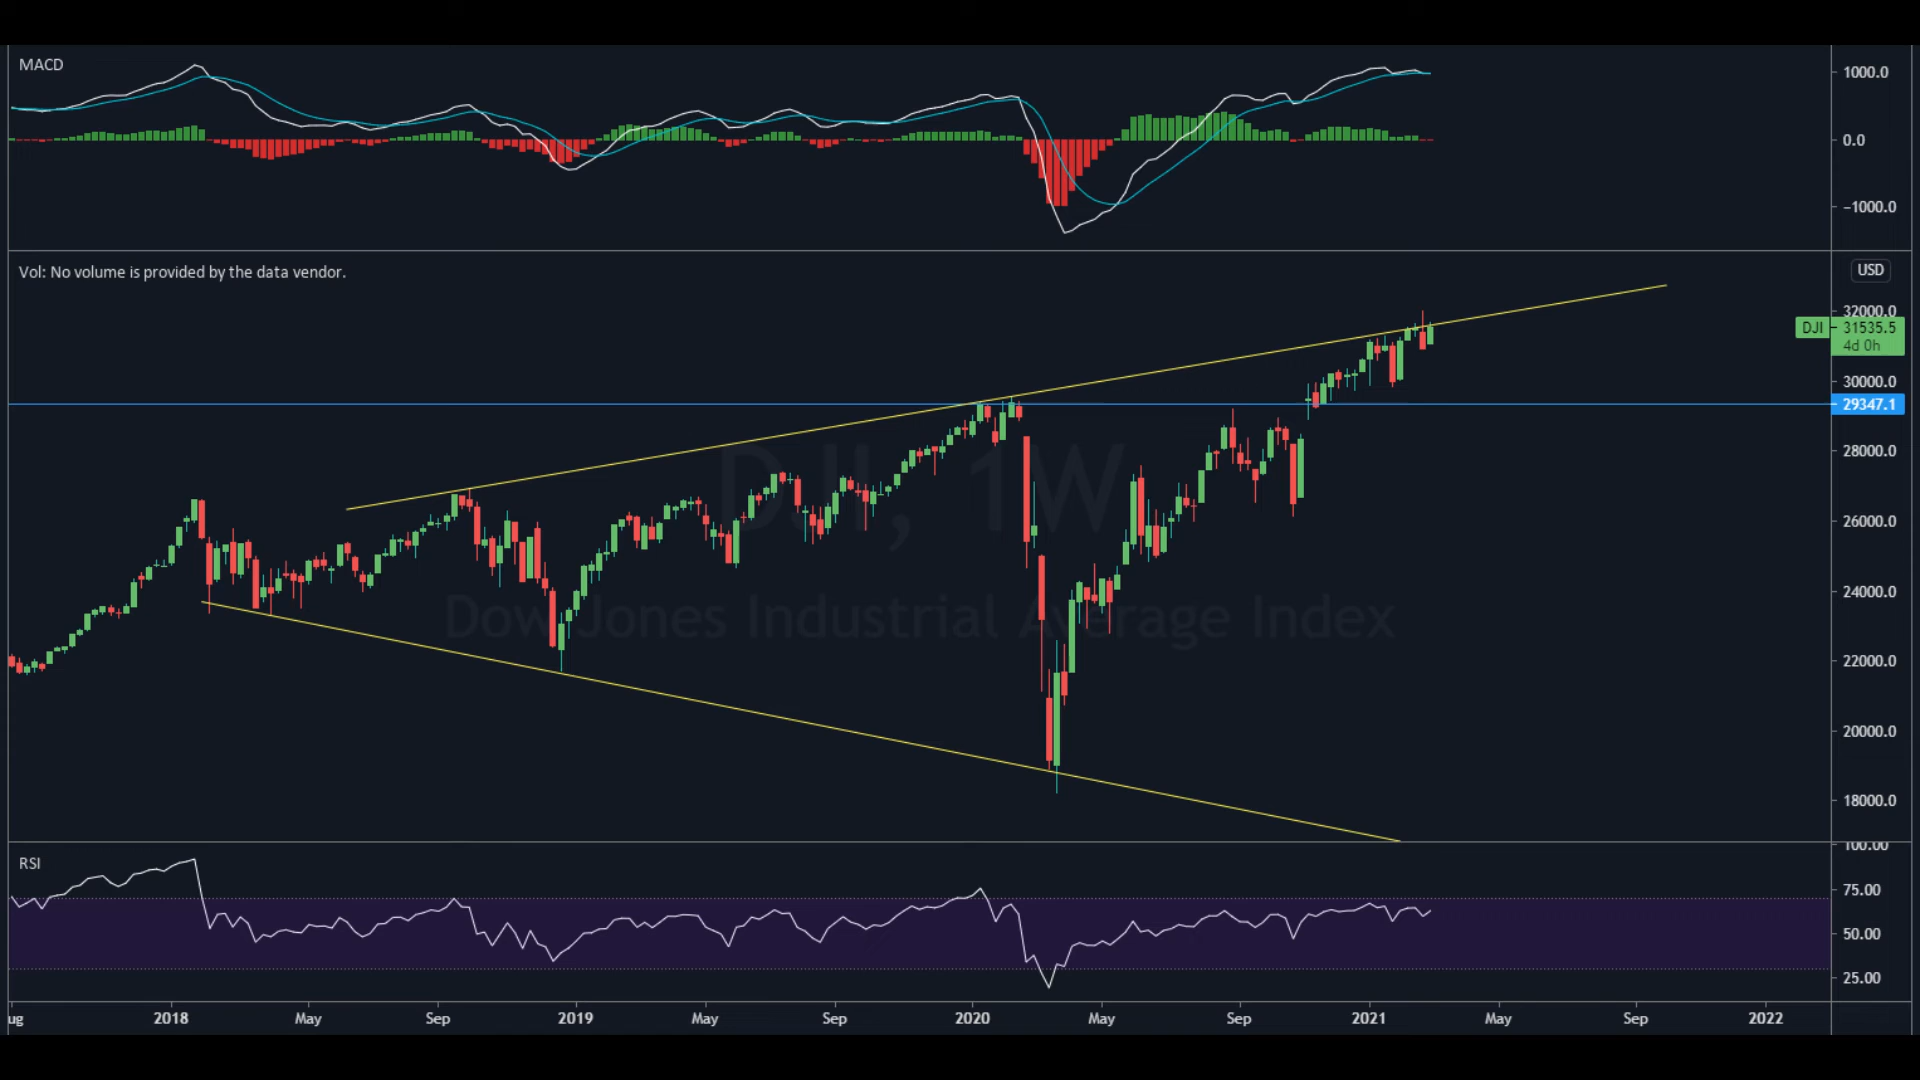 MACD
1000.0
0.0
−1000.0
Vol: No volume is provided by the data vendor.
USD
32000.0
DJI 31535.5
4d 0h
30000.0
29347.1
28000.0
DJI, 1W
26000.0
24000.0
Dow Jones Industrial Average Index
22000.0
20000.0
18000.0
100.00
RSI
75.00
50.00
25.00
ug 2018 May Sep 2019 May Sep 2020 May Sep 2021 May Sep 2022